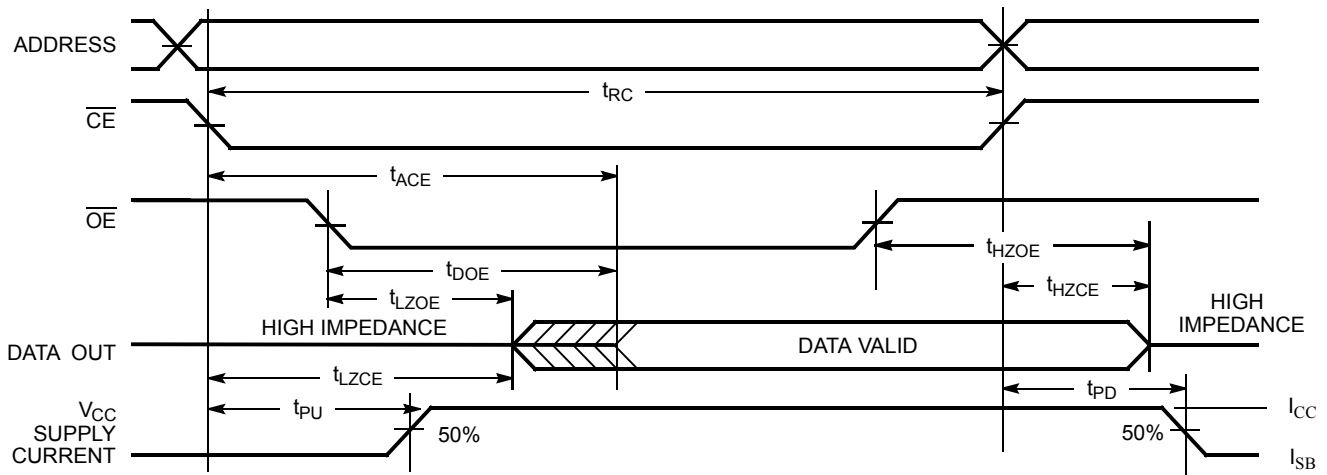 ADDRESS
tRC
CE
tACE
OE
tHZOE
tDOE
tLZOE
tHZCE
HIGH IMPEDANCE
HIGH
IMPEDANCE
DATA OUT
DATA VALID
tLZCE
tPD
VCC
SUPPLY
CURRENT
tPU
50%
50%
ICC
ISB